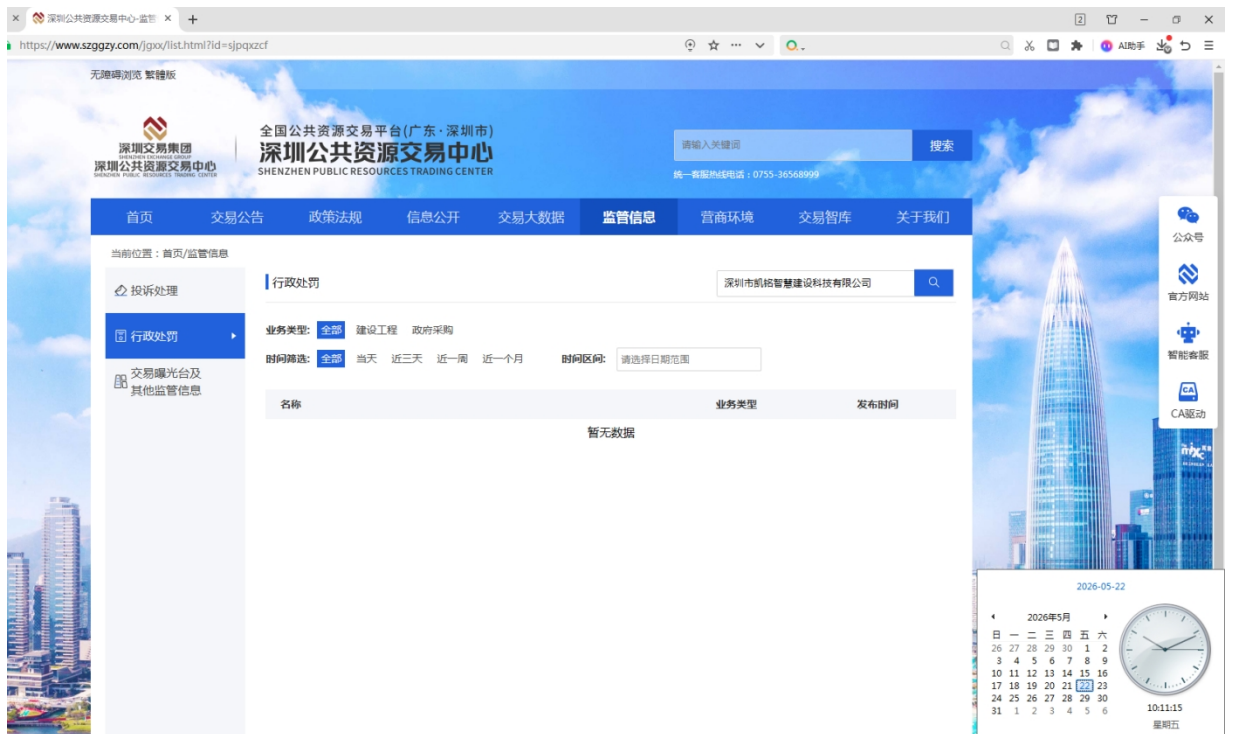 深圳公共资源交易中心-监管
2
https://www.szggzy.com/jgxx/list.html?id=sjpqxzcf
AI助手
无障碍浏览 繁體版
深圳交易集团
SHENZHEN EXCHANGE GROUP
深圳公共资源交易中心
SHENZHEN PUBLIC RESOURCES TRADING CENTER
全国公共资源交易平台(广东·深圳市)
深圳公共资源交易中心
SHENZHEN PUBLIC RESOURCES TRADING CENTER
请输入关键词
搜索
统一客服热线电话：0755-36568999
首页 交易公告 政策法规 信息公开 交易大数据 监管信息 营商环境 交易智库 关于我们
当前位置：首页/监管信息
投诉处理
行政处罚
交易曝光台及
其他监管信息
行政处罚
深圳市凯铭智慧建设科技有限公司
业务类型: 全部 建设工程 政府采购
时间筛选: 全部 当天 近三天 近一周 近一个月 时间区间: 请选择日期范围
名称 业务类型 发布时间
暂无数据
公众号
官方网站
智能客服
CA
CA驱动
2026-05-22
2026年5月
日 一 二 三 四 五 六
26 27 28 29 30 1 2
3 4 5 6 7 8 9
10 11 12 13 14 15 16
17 18 19 20 21 22 23
24 25 26 27 28 29 30
31 1 2 3 4 5 6
10:11:15
星期五